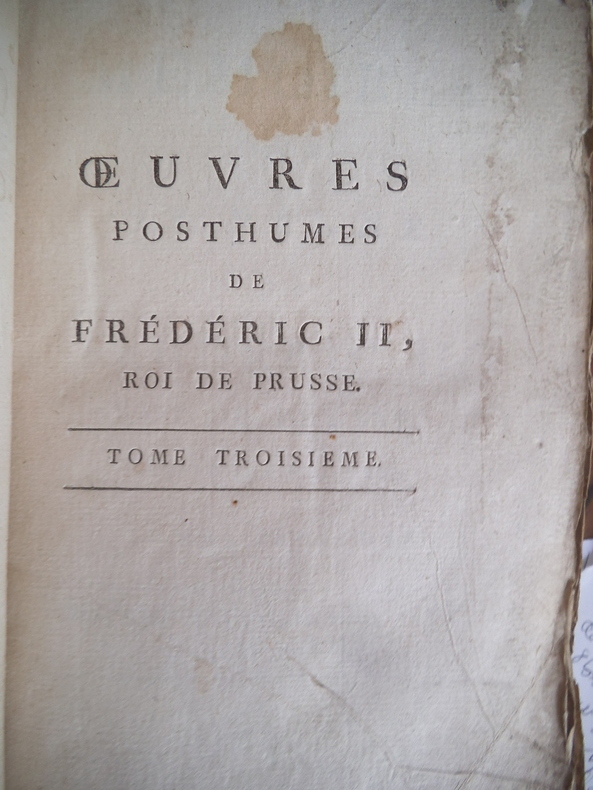 ŒUVRES
POSTHUMES
DE
FRÉDÉRIC II,
ROI DE PRUSSE.
TOME TROISIEME.